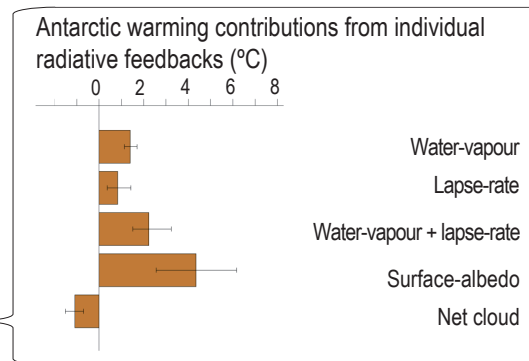 Antarctic warming contributions from individual
radiative feedbacks (ºC)
0 2 4 6 8
Water-vapour
Lapse-rate
Water-vapour + lapse-rate
Surface-albedo
Net cloud